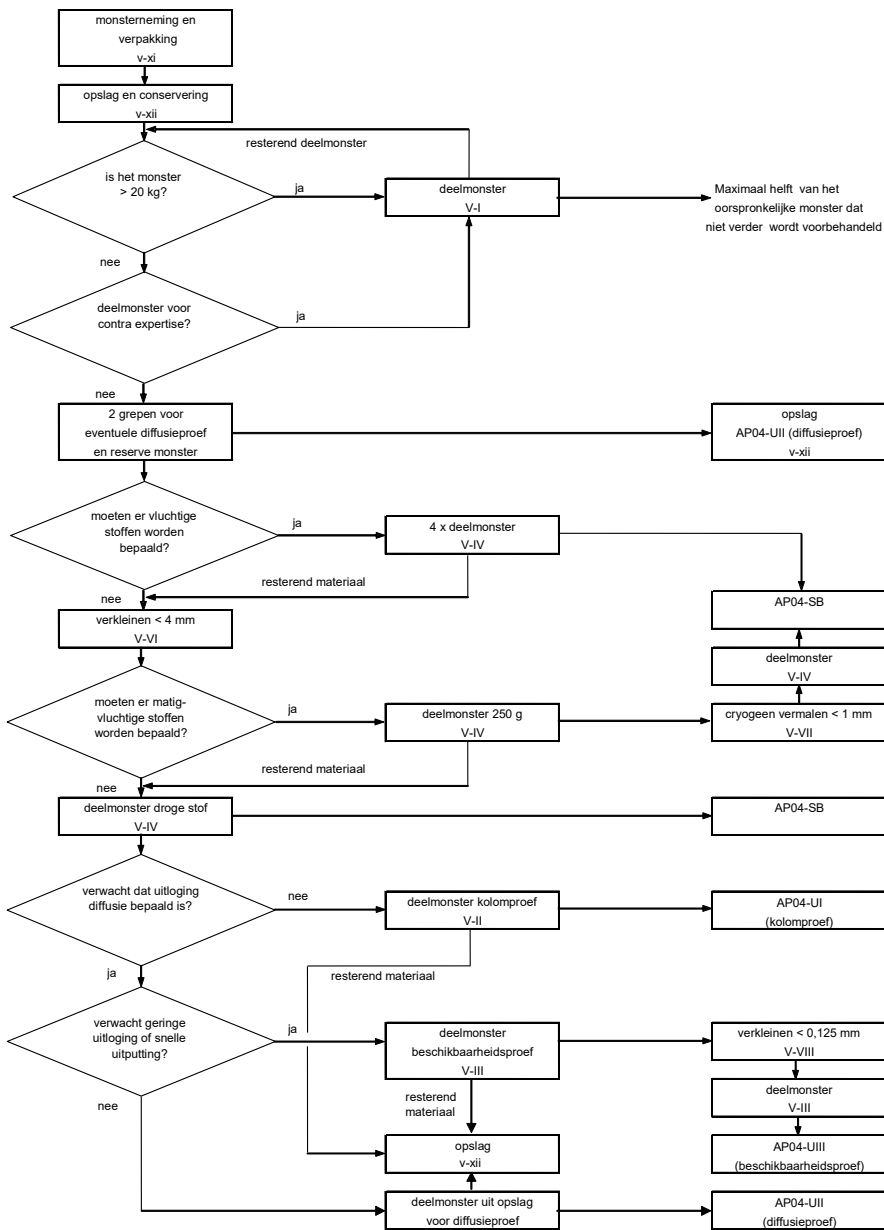 monsterneming en
verpakking
v-xi
opslag en conservering
v-xii
resterend deelmonster
is het monster
> 20 kg?
ja
deelmonster
V-I
Maximaal helft van het
oorspronkelijke monster dat
niet verder wordt voorbehandeld
nee
deelmonster voor
contra expertise?
ja
nee
2 grepen voor
eventuele diffusieproef
en reserve monster
opslag
AP04-UII (diffusieproef)
v-xii
moeten er vluchtige
stoffen worden
bepaald?
ja
4 x deelmonster
V-IV
resterend materiaal
nee
AP04-SB
verkleinen < 4 mm
V-VI
deelmonster
V-IV
moeten er matig-
vluchtige stoffen
worden bepaald?
ja
deelmonster 250 g
V-IV
cryogeen vermalen < 1 mm
V-VII
resterend materiaal
nee
deelmonster droge stof
V-IV
AP04-SB
verwacht dat uitloging
diffusie bepaald is?
nee
deelmonster kolomproef
V-II
AP04-UI
(kolomproef)
ja
resterend materiaal
verwacht geringe
uitloging of snelle
uitputting?
ja
deelmonster
beschikbaarheidsproef
V-III
verkleinen < 0,125 mm
V-VIII
nee
resterend
materiaal
deelmonster
V-III
opslag
v-xii
AP04-UIII
(beschikbaarheidsproef)
deelmonster uit opslag
voor diffusieproef
AP04-UII
(diffusieproef)